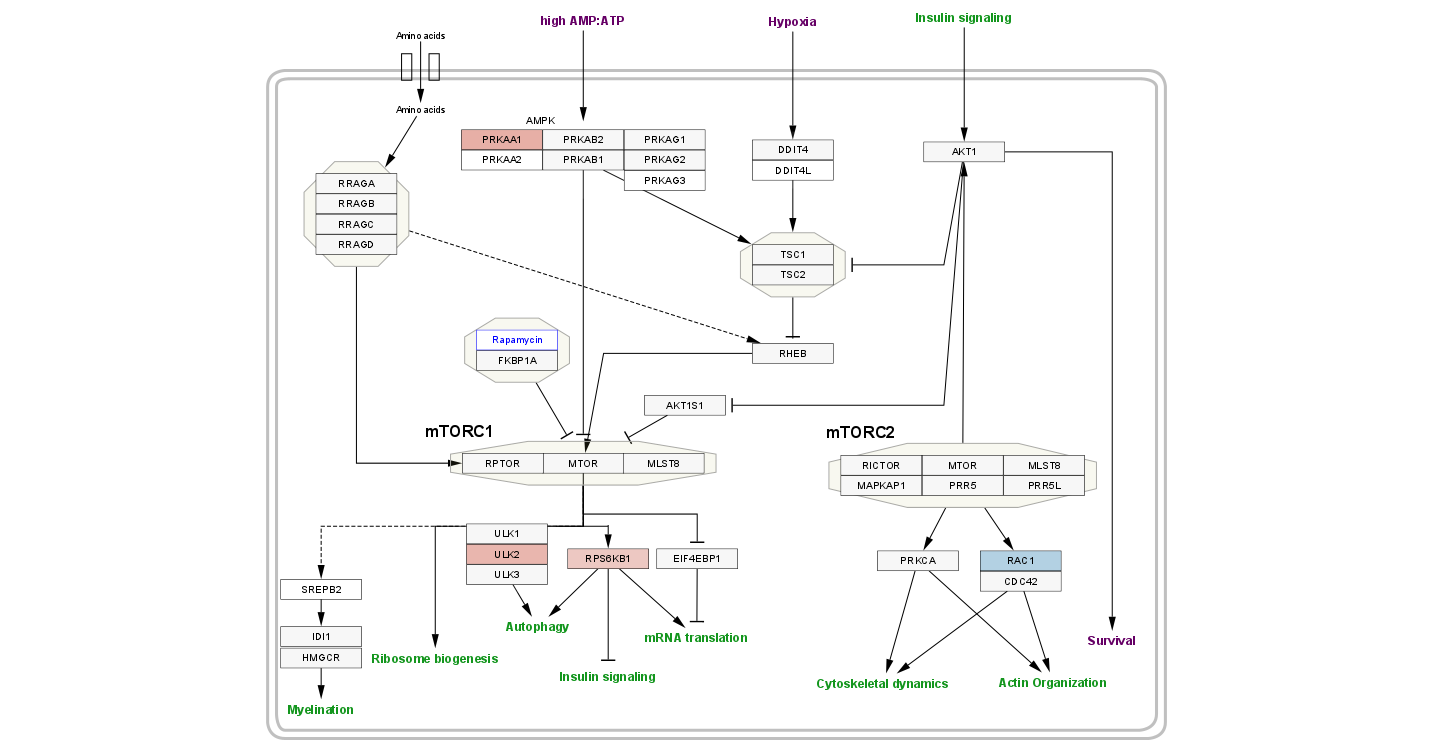 high AMP:ATP
Hypoxia
Insulin signaling
Amino acids
Amino acids
AMPK
PRKAA1
PRKAB2
PRKAG1
PRKAA2
PRKAB1
PRKAG2
PRKAG3
DDIT4
DDIT4L
AKT1
RRAGA
RRAGB
RRAGC
RRAGD
TSC1
TSC2
Rapamycin
FKBP1A
RHEB
AKT1S1
mTORC1
RPTOR
MTOR
MLST8
mTORC2
RICTOR
MTOR
MLST8
MAPKAP1
PRR5
PRR5L
ULK1
ULK2
ULK3
RPS6KB1
EIF4EBP1
PRKCA
RAC1
CDC42
SREPB2
IDI1
HMGCR
Autophagy
mRNA translation
Survival
Ribosome biogenesis
Insulin signaling
Cytoskeletal dynamics
Actin Organization
Myelination